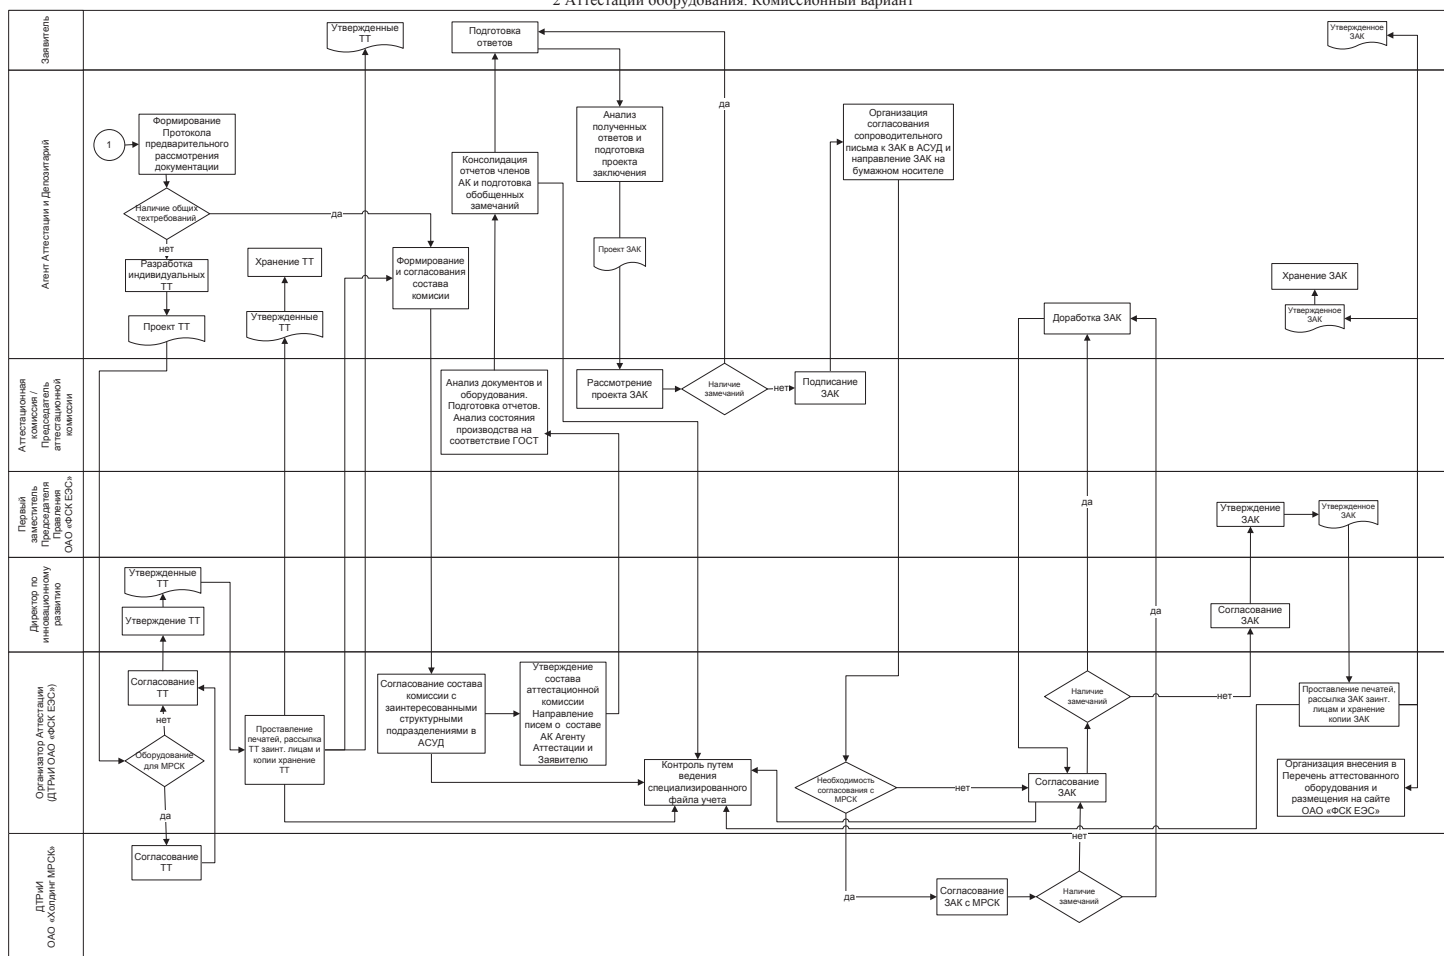 2 Аттестации оборудования. Комиссионный вариант
Заявитель
Утвержденные
ТТ
Подготовка
ответов
Утвержденное
ЗАК
Агент Аттестации и Депозитарий
1
Формирование
Протокола
предварительного
рассмотрения
документации
Наличие общих
техтребований
да
нет
Разработка
индивидуальных
ТТ
Проект ТТ
Хранение ТТ
Утвержденные
ТТ
Формирование
и согласования
состава
комисии
Консолидация
отчетов членов
АК и подготовка
обобщенных
замечаний
Анализ
полученных
ответов и
подготовка
проекта
заключения
Проект ЗАК
да
Организация
согласования
сопроводительного
письма к ЗАК в АСУД и
направление ЗАК на
бумажном носителе
Доработка ЗАК
Хранение ЗАК
Утвержденное
ЗАК
Аттестационная
комиссия /
Председатель
аттестационной
комиссии
Анализ документов и
оборудования.
Подготовка отчетов.
Анализ состояния
производства на
соответствие ГОСТ
Рассмотрение
проекта ЗАК
Наличие
замечаний
нет
Подписание
ЗАК
Первый
заместитель
Председателя
Правления
ОАО «ФСК ЕЭС»
да
Утверждение
ЗАК
Утвержденное
ЗАК
Директор по
инновационному
развитию
Утвержденные
ТТ
Утверждение ТТ
да
Согласование
ЗАК
Организатор Аттестации
(ДТРиИ ОАО «ФСК ЕЭС»)
Согласование
ТТ
нет
Оборудование
для МРСК
да
Проставление
печатей, рассылка
ТТ заинт. лицам и
копии хранение
ТТ
Согласование состава
комиссии с
заинтересованными
структурными
подразделениями в
АСУД
Утверждение
состава
аттестационной
комиссии
Направление
писем о составе
АК Агенту
Аттестации и
Заявителю
Контроль путем
ведения
специализированного
файла учета
Необходимость
согласования с
МРСК
нет
Согласование
ЗАК
Наличие
замечаний
нет
Проставление печатей,
рассылка ЗАК заинт.
лицам и хранение
копии ЗАК
Организация внесения в
Перечень аттестованного
оборудования и
размещения на сайте
ОАО «ФСК ЕЭС»
ДТРиИ
ОАО «Холдинг МРСК»
Согласование
ТТ
да
Согласование
ЗАК с МРСК
нет
Наличие
замечаний